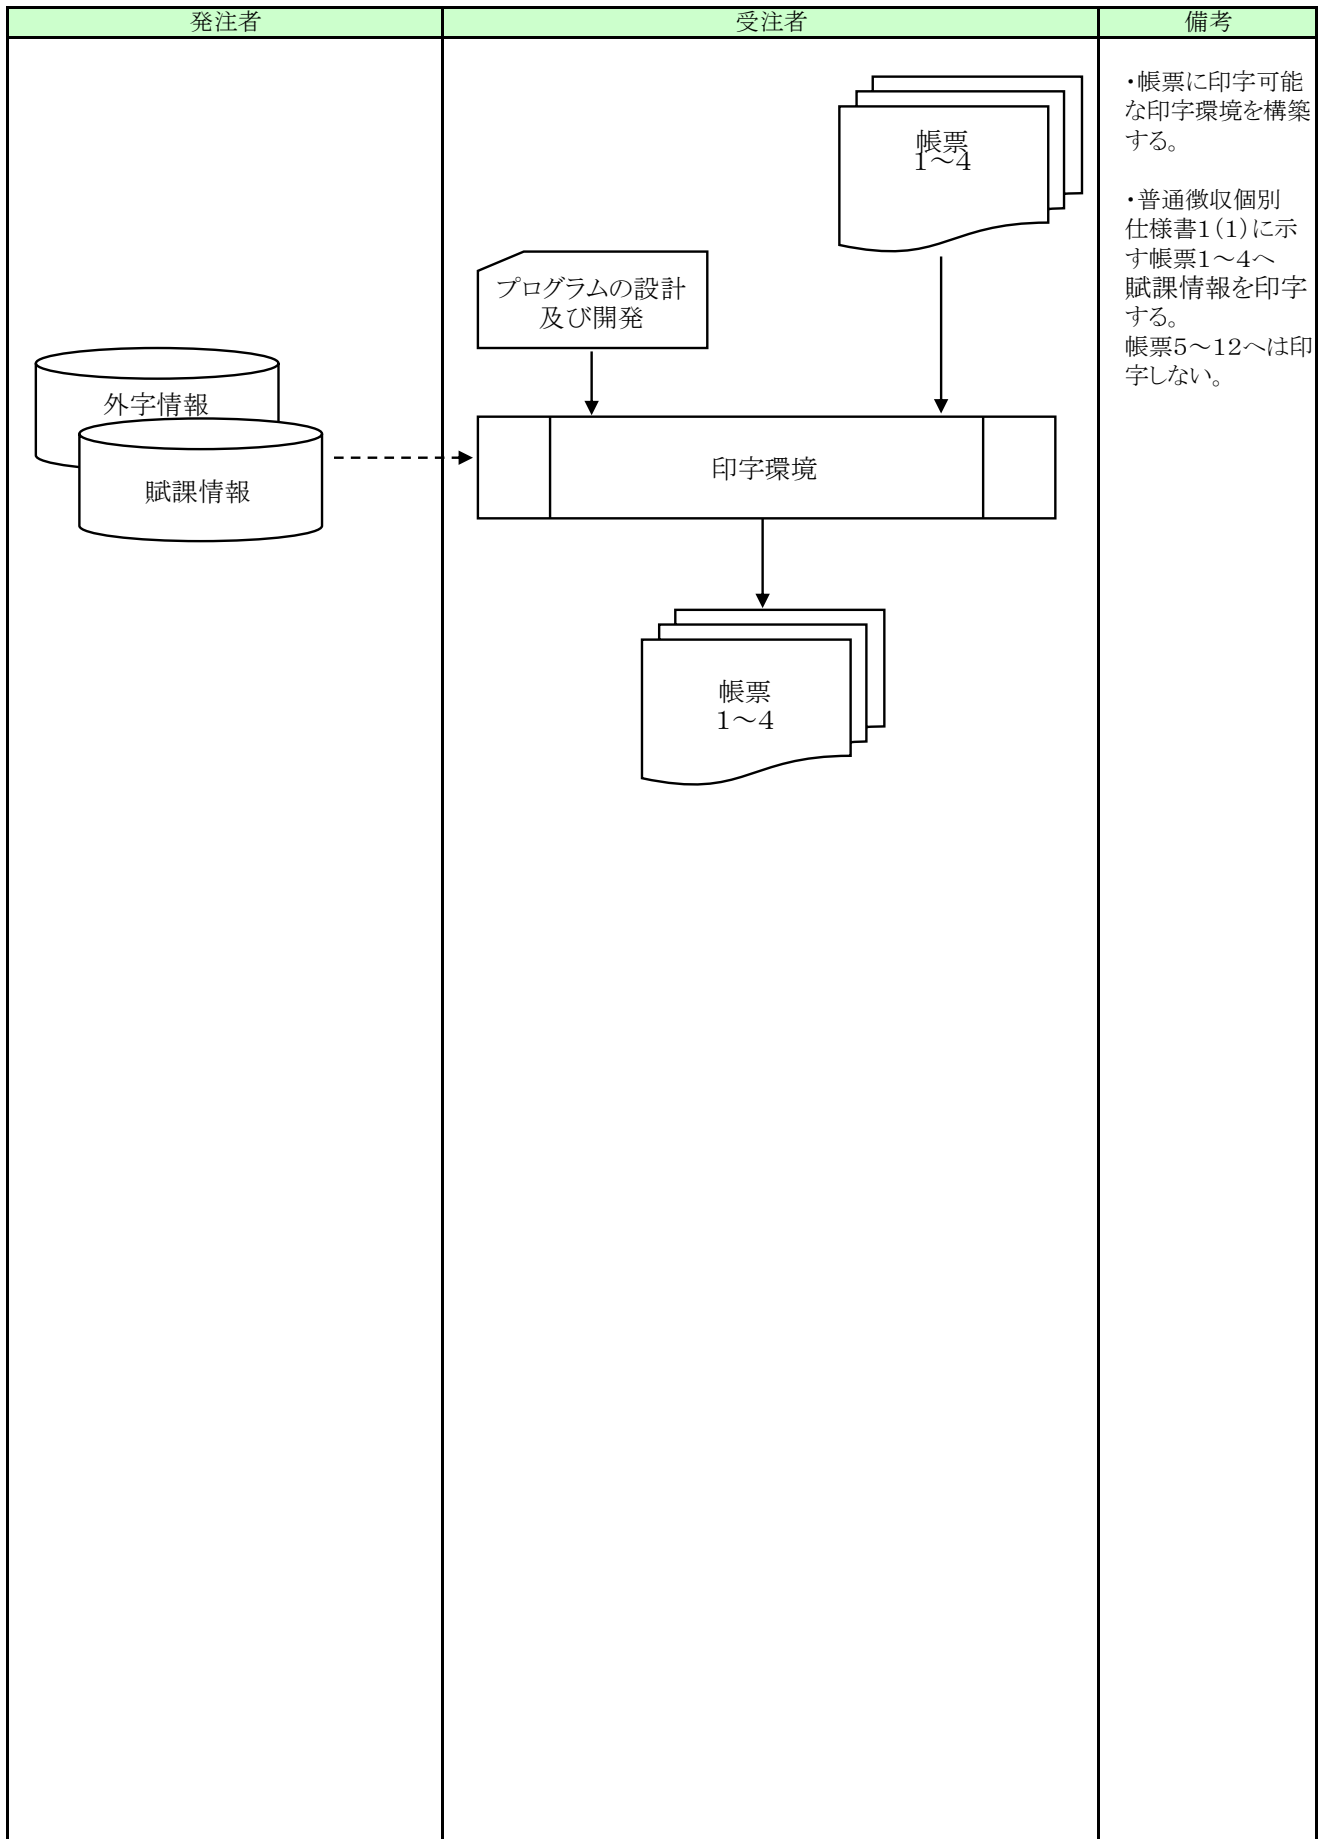 発注者
受注者
備考
帳票
1～4
プログラムの設計
及び開発
外字情報
賦課情報
印字環境
帳票
1～4
・帳票に印字可能
な印字環境を構築
する。
・普通徴収個別
仕様書1(1)に示
す帳票1～4へ
賦課情報を印字
する。
帳票5～12へは印
字しない。